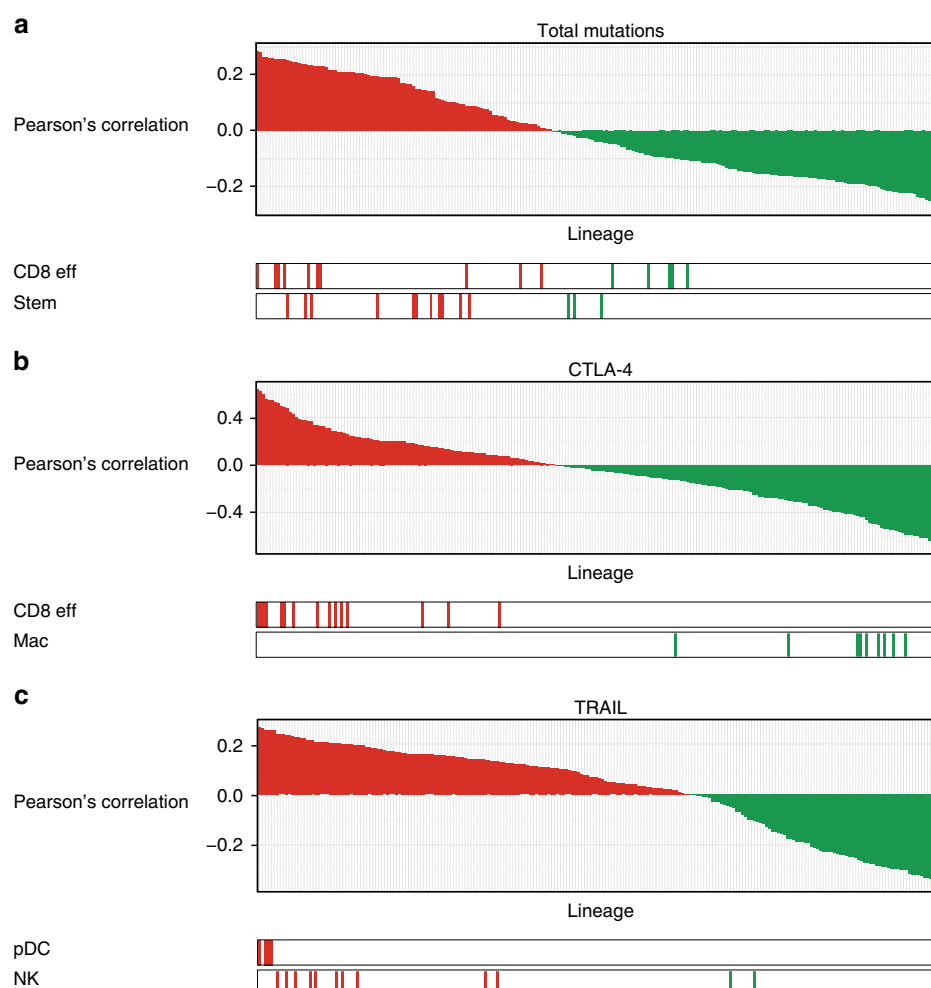 a
Total mutations
0.2
Pearson's correlation
0.0
−0.2
Lineage
CD8 eff
Stem
b
CTLA-4
0.4
Pearson's correlation
0.0
−0.4
Lineage
CD8 eff
Mac
c
TRAIL
0.2
Pearson's correlation
0.0
−0.2
Lineage
pDC
NK